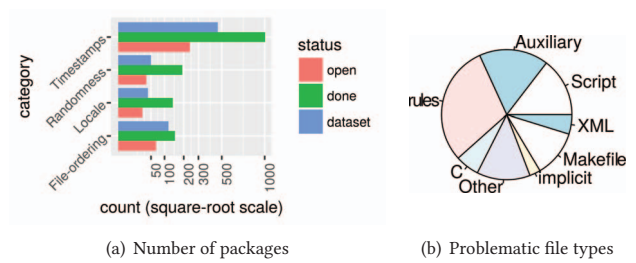 category
Timestamps
Randomness
Locale
File-ordering
50
100
200
300
500
1000
count (square-root scale)
status
open
done
dataset
(a) Number of packages
Auxiliary
Script
XML
Makefile
implicit
Other
C
rules
(b) Problematic file types